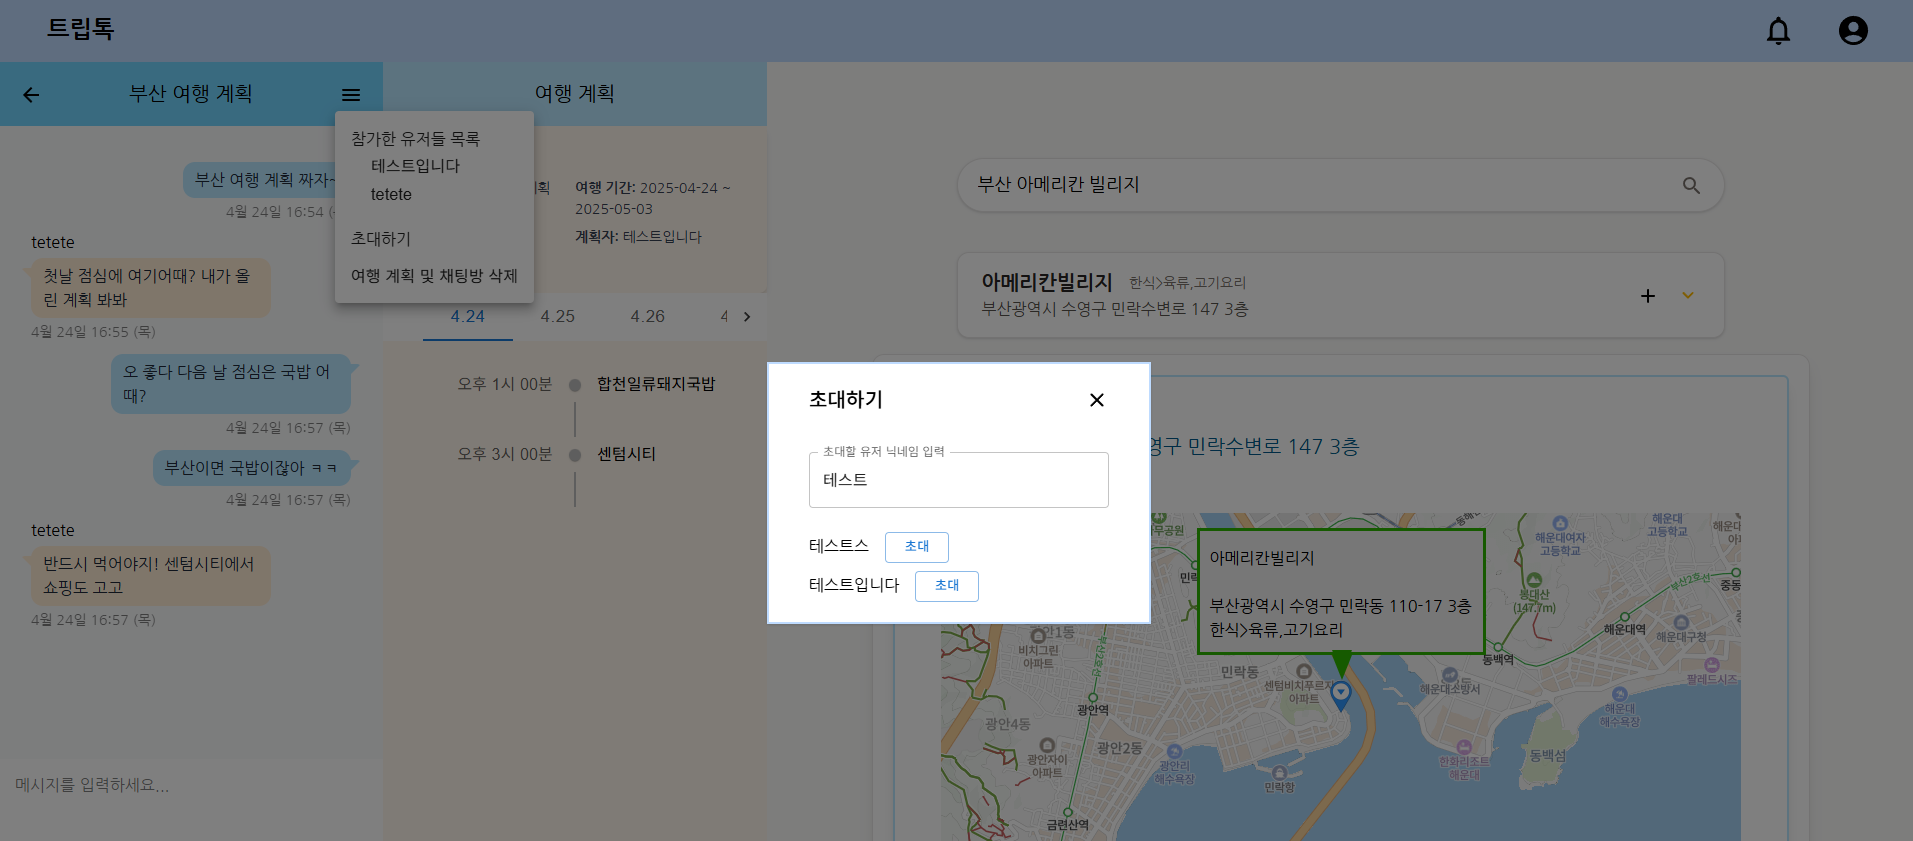 트립톡
부산 여행 계획
참가한 유저들 목록
테스트입니다
tetete
초대하기
여행 계획 및 채팅방 삭제
부산 여행 계획 짜자~
4월 24일 16:54
tetete
첫날 점심에 여기어때? 내가 올
린 계획 봐봐
4월 24일 16:55 (목)
오 좋다 다음 날 점심은 국밥 어
때?
4월 24일 16:57 (목)
부산이면 국밥이잖아 ㅋㅋ
4월 24일 16:57 (목)
tetete
반드시 먹어야지! 센텀시티에서
쇼핑도 고고
4월 24일 16:57 (목)
메시지를 입력하세요...
여행 계획
여행 기간: 2025-04-24 ~
2025-05-03
계획자: 테스트입니다
4.24 4.25 4.26 4
오후 1시 00분 합천일류돼지국밥
오후 3시 00분 센텀시티
부산 아메리칸 빌리지
아메리칸빌리지 한식>육류,고기요리
부산광역시 수영구 민락수변로 147 3층
초대하기
초대할 유저 닉네임 입력
테스트
테스트스 초대
테스트입니다 초대
영구 민락수변로 147 3층
아메리칸빌리지
부산광역시 수영구 민락동 110-17 3층
한식>육류,고기요리
해운대여자
고등학교
해운대
고등학교
부산2호선
봉대산
(147.7m)
중동
해운대역
해운대구청
동백역
팔레드시즈
해운대
해수욕장
해운대소방서
한화리조트
해운대
동백섬
민락동
센텀비치푸르지
아파트
광안1동
비치그린
아파트
부산2호선
광안역
광안4동
광안자이
아파트
광안2동
광안리
해수욕장
민락항
금련산역